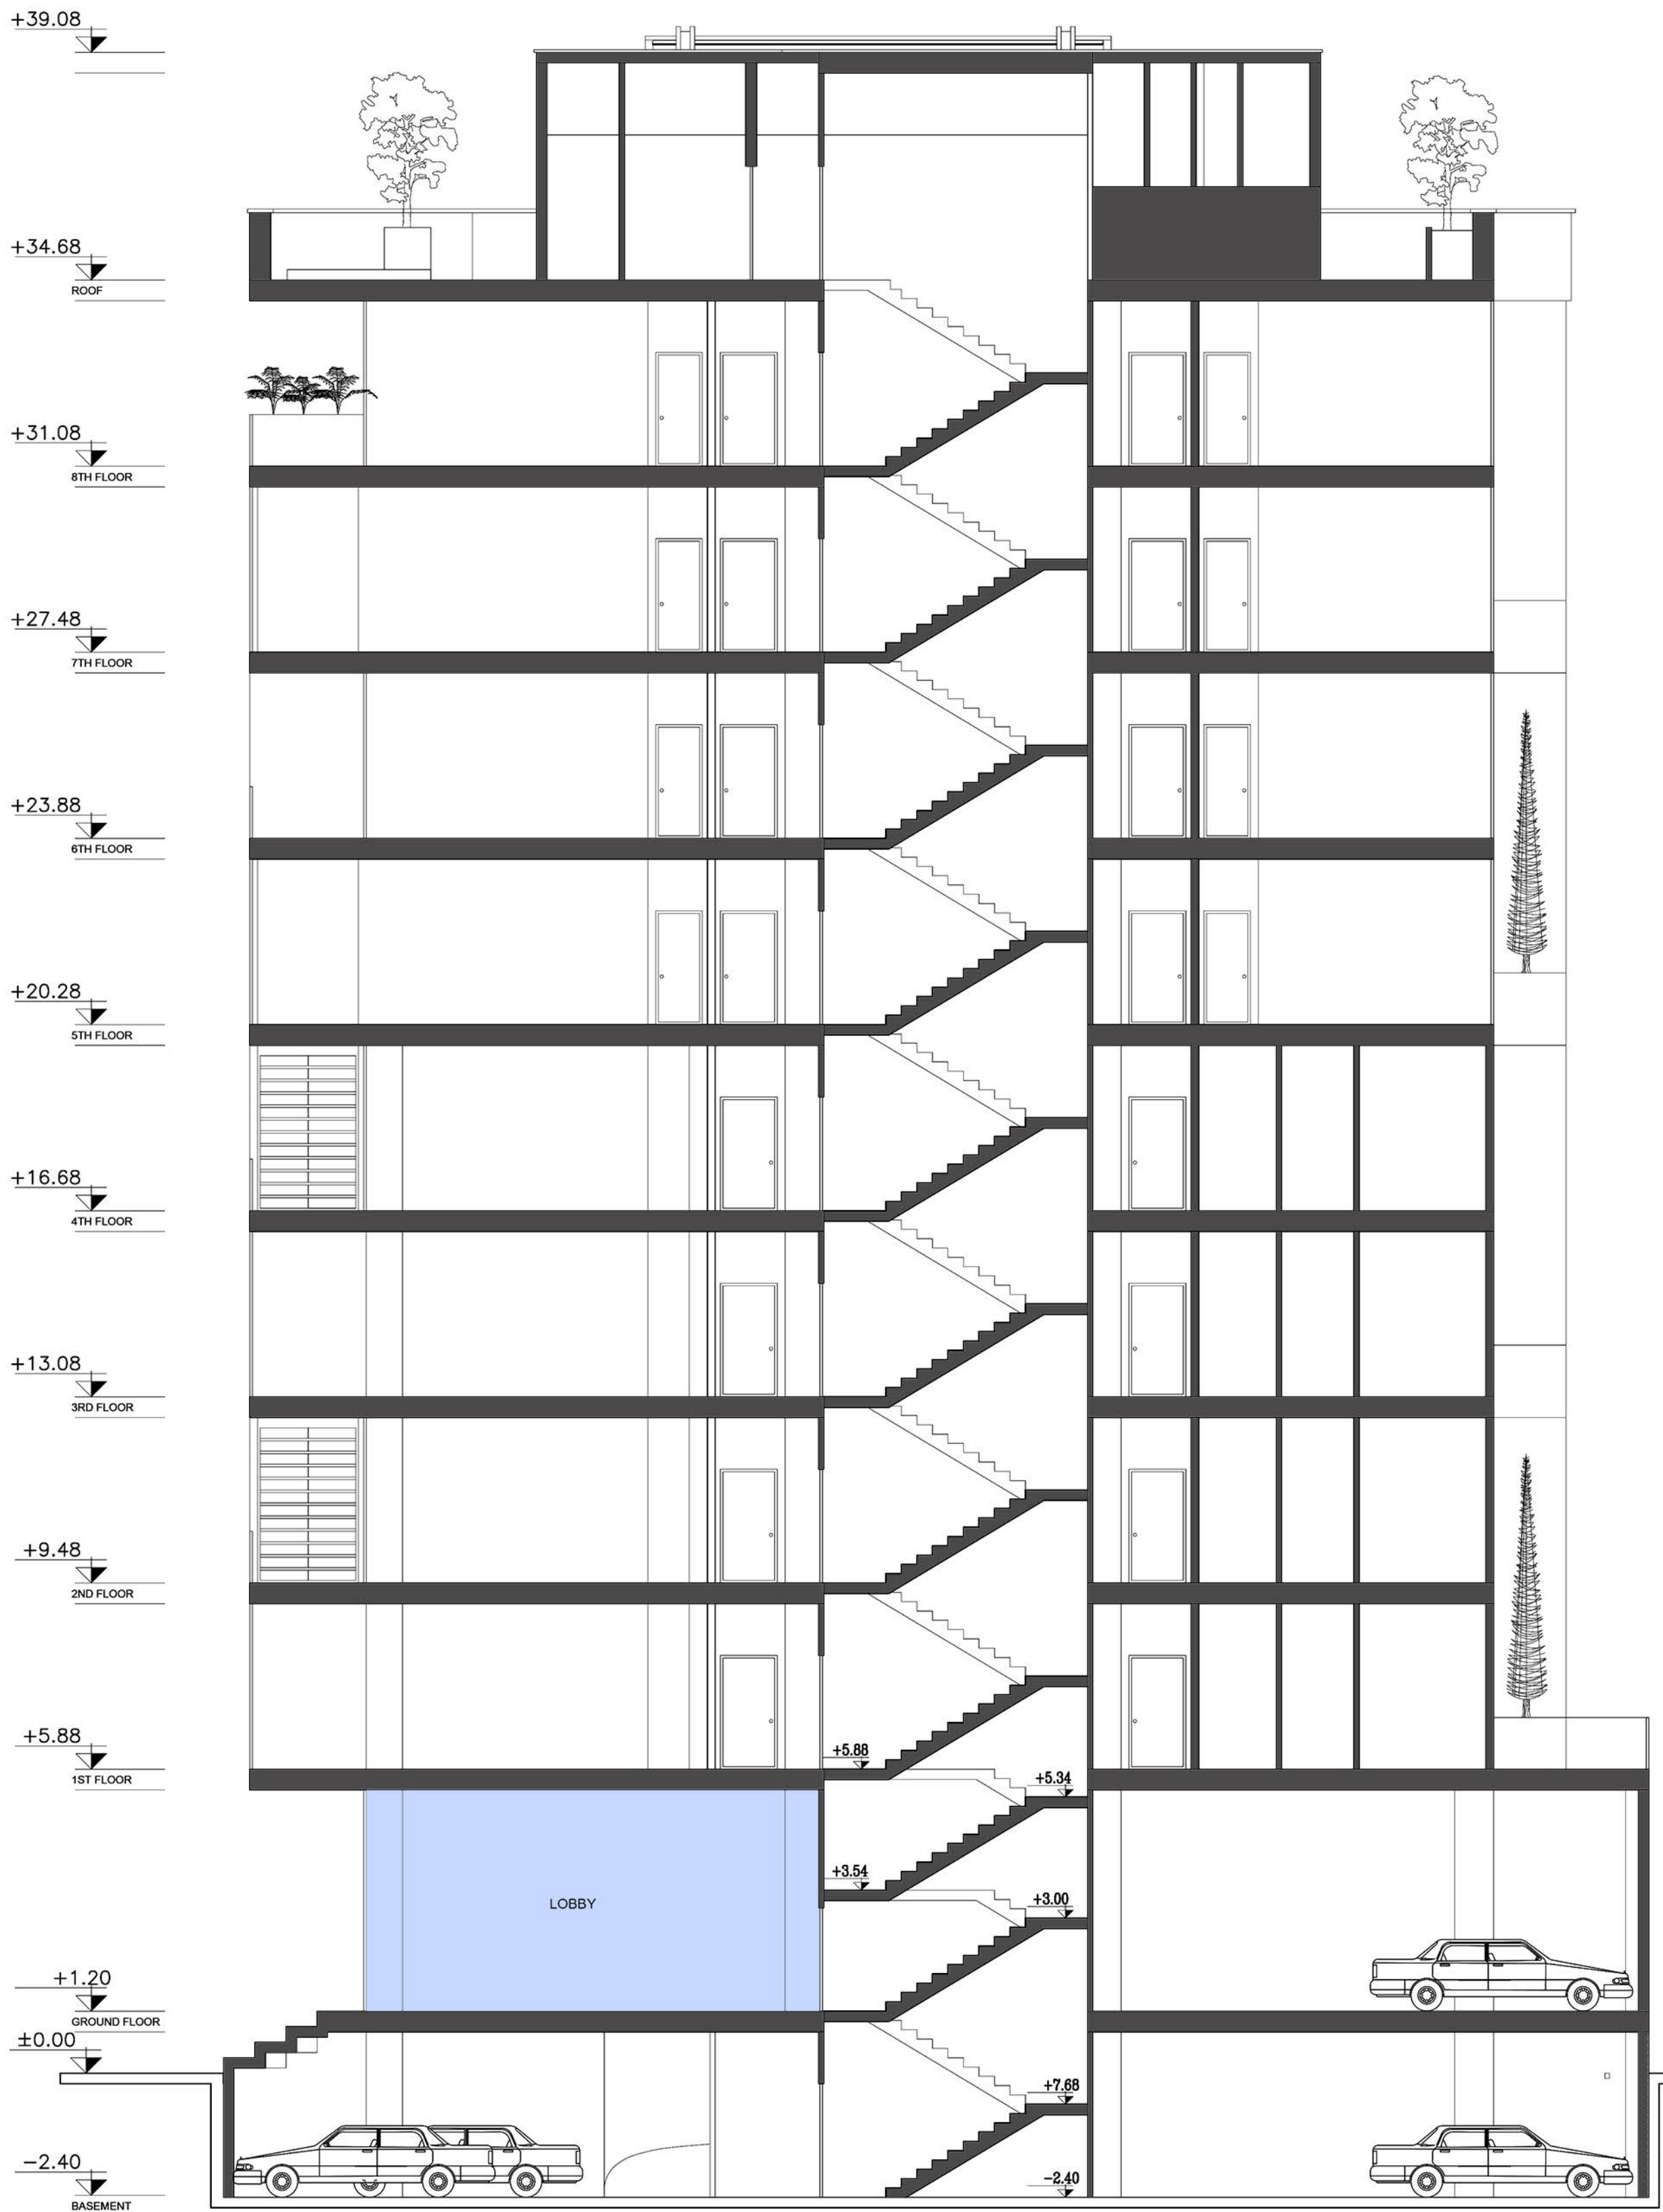 +39.08
+34.68
ROOF
+31.08
8TH FLOOR
+27.48
7TH FLOOR
+23.88
6TH FLOOR
+20.28
5TH FLOOR
+16.68
4TH FLOOR
+13.08
3RD FLOOR
+9.48
2ND FLOOR
+5.88
+5.88
1ST FLOOR
+5.34
+3.54
LOBBY
+3.00
+1.20
GROUND FLOOR
±0.00
+7.68
−2.40
−2.40
BASEMENT